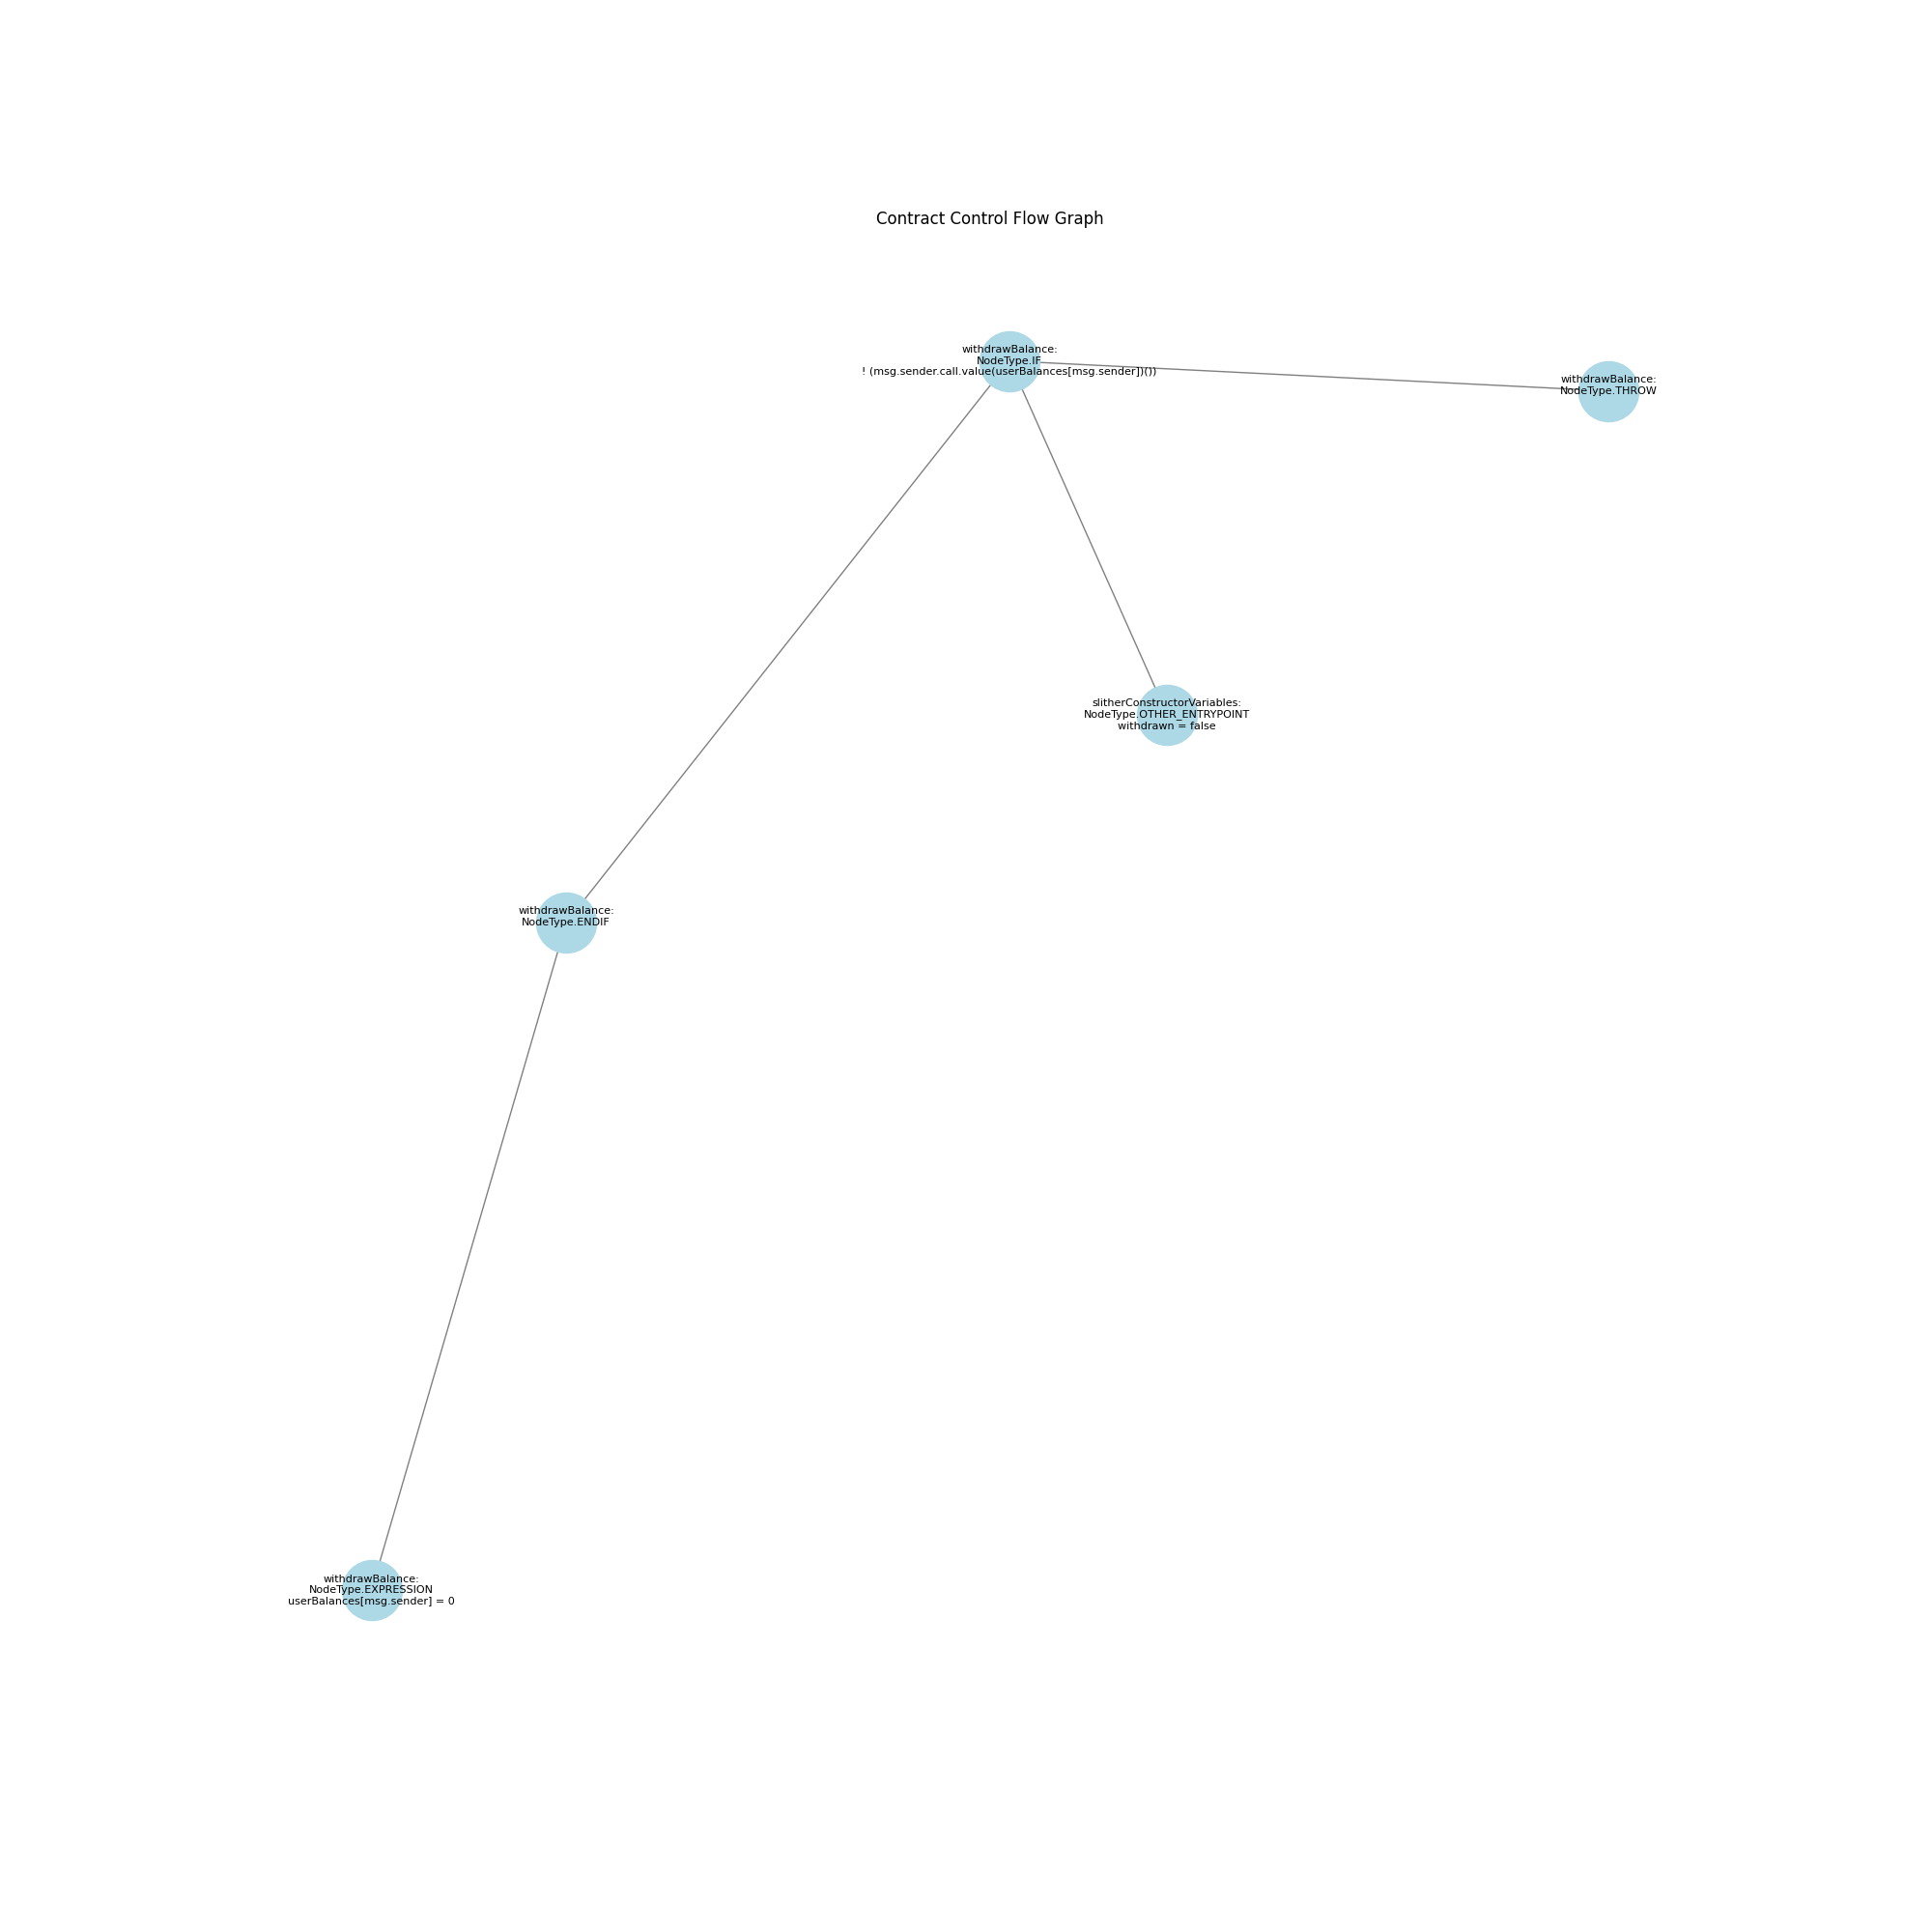 Contract Control Flow Graph
withdrawBalance:
NodeType.IF
! (msg.sender.call.value(userBalances[msg.sender])())
withdrawBalance:
NodeType.THROW
slitherConstructorVariables:
NodeType.OTHER_ENTRYPOINT
withdrawn = false
withdrawBalance:
NodeType.ENDIF
withdrawBalance:
NodeType.EXPRESSION
userBalances[msg.sender] = 0